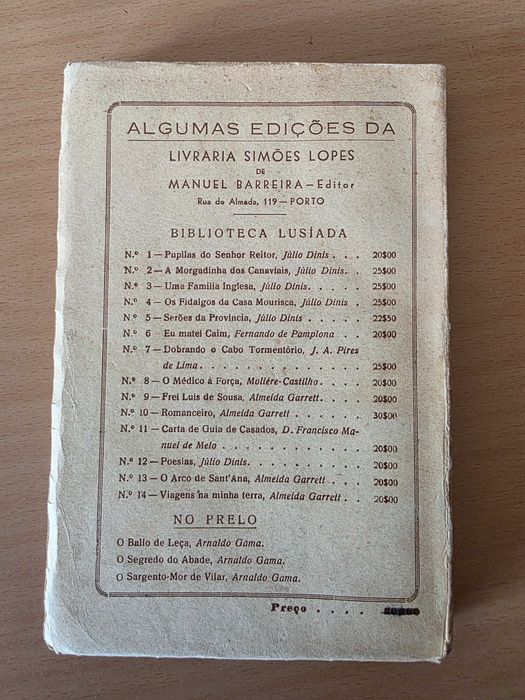 ALGUMAS EDIÇÕES DA
LIVRARIA SIMÕES LOPES
DE
MANUEL BARREIRA — Editor
Rua do Almada, 119 — PORTO
BIBLIOTECA LUSÍADA
N.º 1 — Pupilas do Senhor Reitor, Júlio Dinis . . . 20$00
N.º 2 — A Morgadinha dos Canaviais, Júlio Dinis. . 25$00
N.º 3 — Uma Família Inglesa, Júlio Dinis. . . . . 25$00
N.º 4 — Os Fidalgos da Casa Mourisca, Júlio Dinis . 25$00
N.º 5 — Serões da Província, Júlio Dinis . . . . . 22$50
N.º 6 — Eu matei Caim, Fernando de Pamplona . . 20$00
N.º 7 — Dobrando o Cabo Tormentório, J. A. Pires
de Lima. . . . . . . . . . . . . 25$00
N.º 8 — O Médico à Força, Molière-Castilho. . . . 20$00
N.º 9 — Frei Luis de Sousa, Almeida Garrett. . . . 20$00
N.º 10 — Romanceiro, Almeida Garrett . . . . . 30$00
N.º 11 — Carta de Guia de Casados, D. Francisco Ma-
nuel de Melo . . . . . . . . . . . 20$00
N.º 12 — Poesias, Júlio Dinis. . . . . . . . . 20$00
N.º 13 — O Arco de Sant'Ana, Almeida Garrett . . 20$00
N.º 14 — Viagens na minha terra, Almeida Garrett . . 20$00
NO PRELO
O Balio de Leça, Arnaldo Gama.
O Segredo do Abade, Arnaldo Gama.
O Sargento-Mor de Vilar, Arnaldo Gama.
Preço . . . .